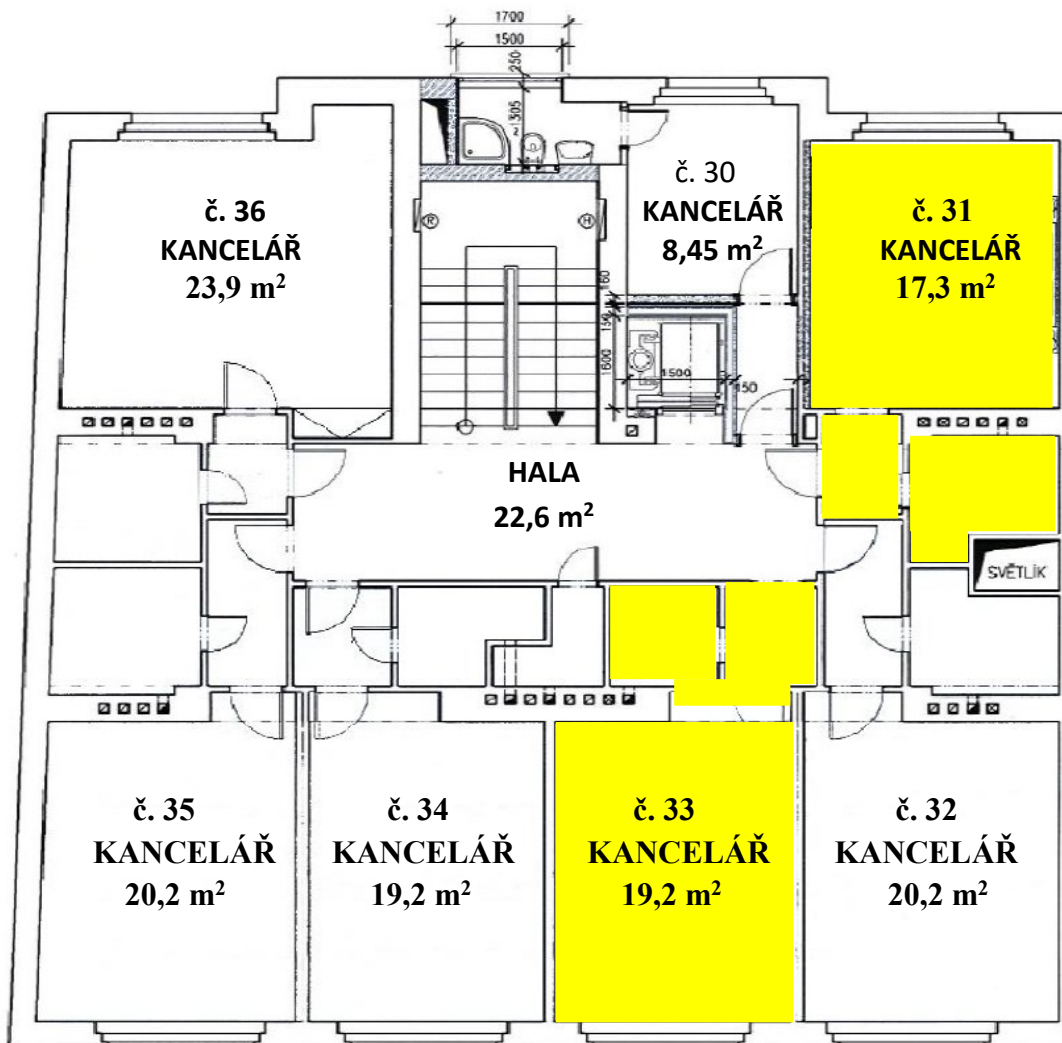 1700
1500
250
1305
2
č. 36
KANCELÁŘ
23,9 m²
č. 30
KANCELÁŘ
8,45 m²
č. 31
KANCELÁŘ
17,3 m²
R
H
160
150
1600
1500
150
HALA
22,6 m²
SVĚTLÍK
č. 35
KANCELÁŘ
20,2 m²
č. 34
KANCELÁŘ
19,2 m²
č. 33
KANCELÁŘ
19,2 m²
č. 32
KANCELÁŘ
20,2 m²